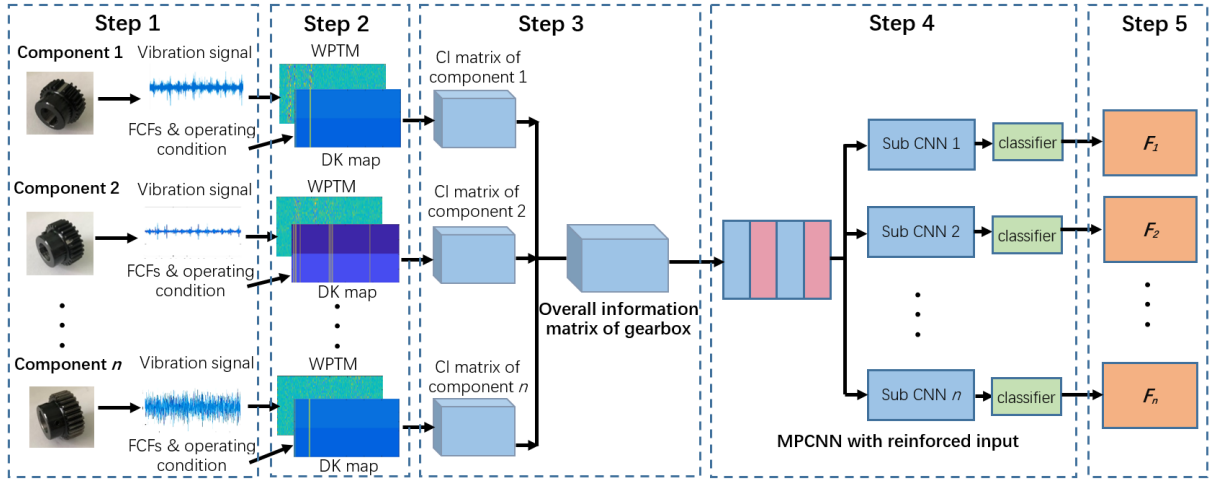 Step 1
Component 1
Vibration signal
FCFs & operating
condition
Component 2
Vibration signal
FCFs & operating
condition
Component n
Vibration signal
FCFs & operating
condition
Step 2
WPTM
DK map
WPTM
DK map
WPTM
DK map
Step 3
CI matrix of
component 1
CI matrix of
component 2
CI matrix of
component n
Overall information
matrix of gearbox
Step 4
Sub CNN 1
classifier
Sub CNN 2
classifier
Sub CNN n
classifier
MPCNN with reinforced input
Step 5
F1
F2
Fn